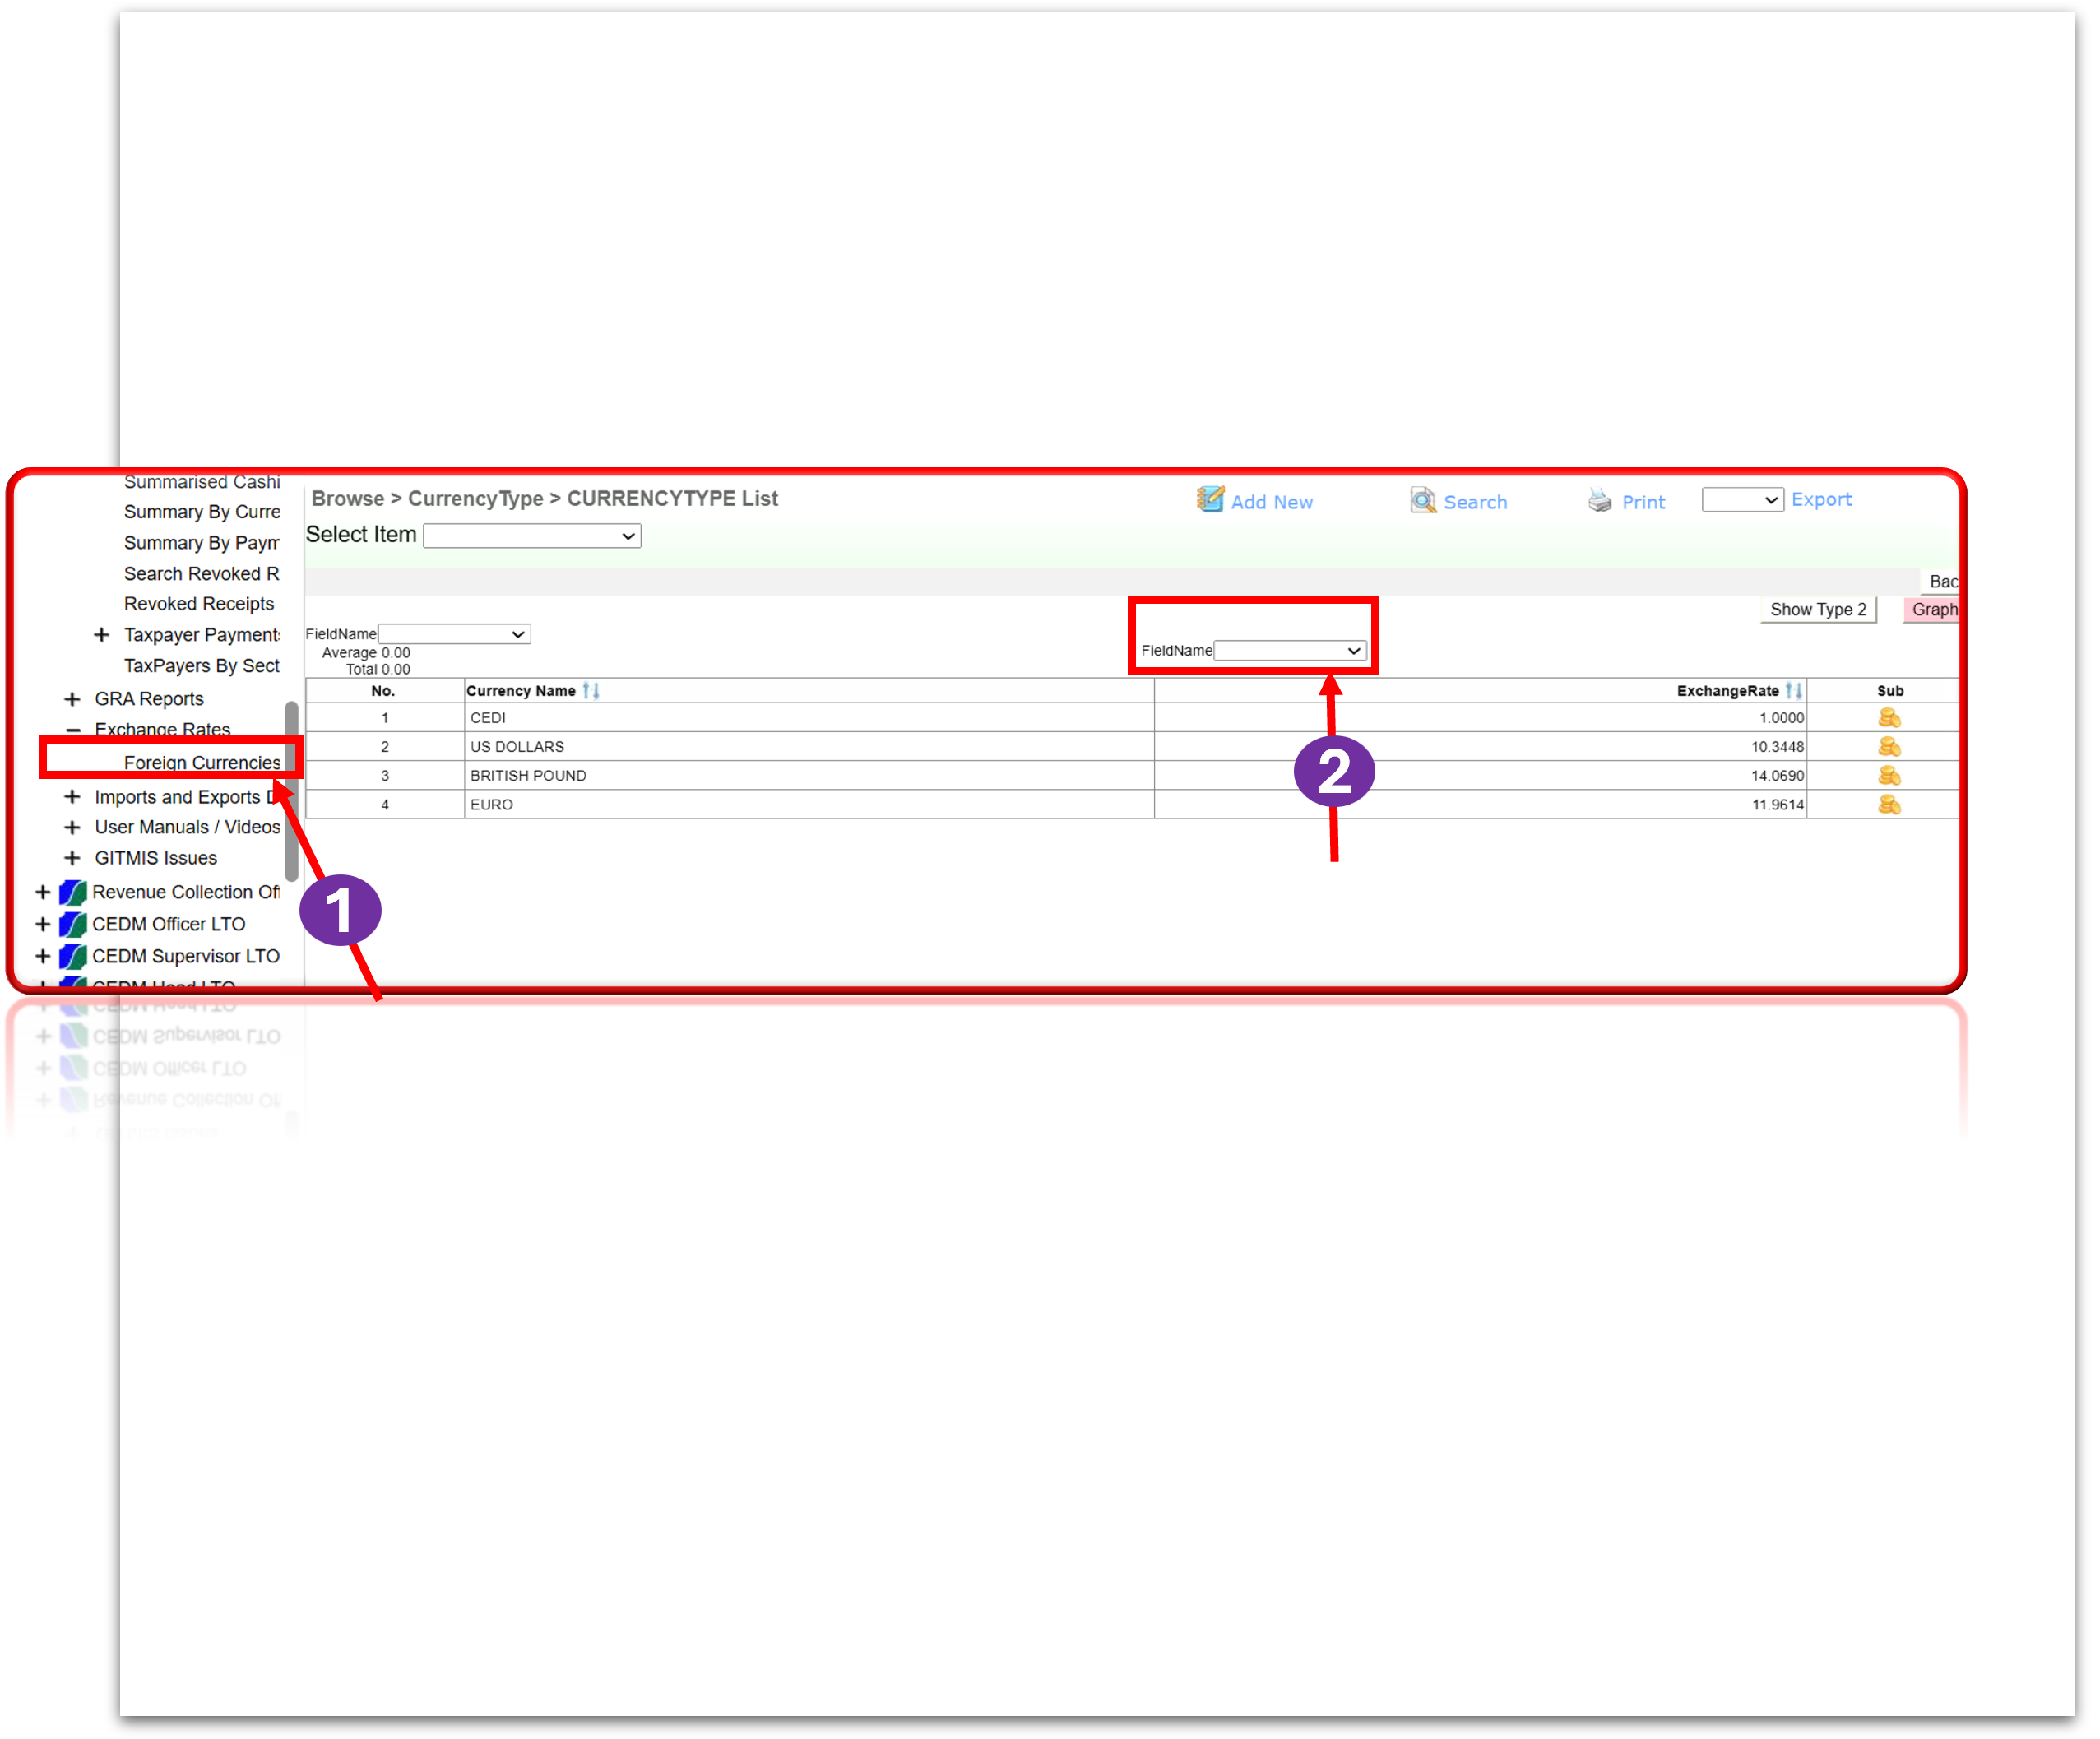 Summarised Cashi
Summary By Curre
Summary By Paym
Search Revoked R
Revoked Receipts
Taxpayer Payment
TaxPayers By Sect
GRA Reports
Exchange Rates
Foreign Currencies
Imports and Exports D
User Manuals / Videos
GITMIS Issues
Revenue Collection Off
CEDM Officer LTO
CEDM Supervisor LTO
CEDM Head LTO
Browse > CurrencyType > CURRENCYTYPE List
Add New
Search
Print
Export
Select Item
Bac
Show Type 2
Graph
FieldName
Average 0.00
Total 0.00
FieldName
No. Currency Name ExchangeRate Sub
1 CEDI 1.0000
2 US DOLLARS 10.3448
3 BRITISH POUND 14.0690
4 EURO 11.9614
1
2